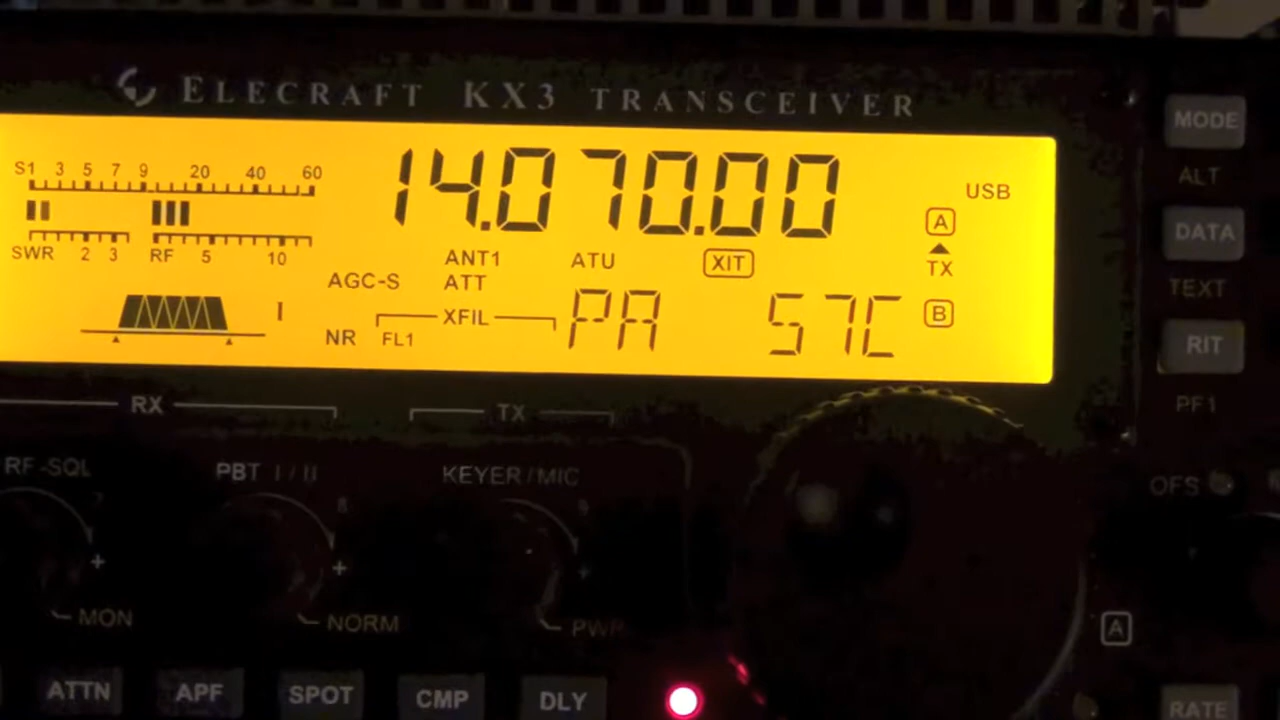 ELECRAFT KX3 TRANSCEIVER
MODE
S1 3 5 7 9 20 40 60
14.070.00
USB
ALT
A
DATA
SWR 2 3 RF 5 10
ANT1 ATU XIT
TX
AGC-S ATT
TEXT
PA 57C
B
I
XFIL
NR FL1
RIT
RX
TX
PF1
RF-SQL
PBT I/II
KEYER/MIC
OFS
+
+
+
MON
NORM
PWR
A
ATTN
APF
SPOT
CMP
DLY
RATE